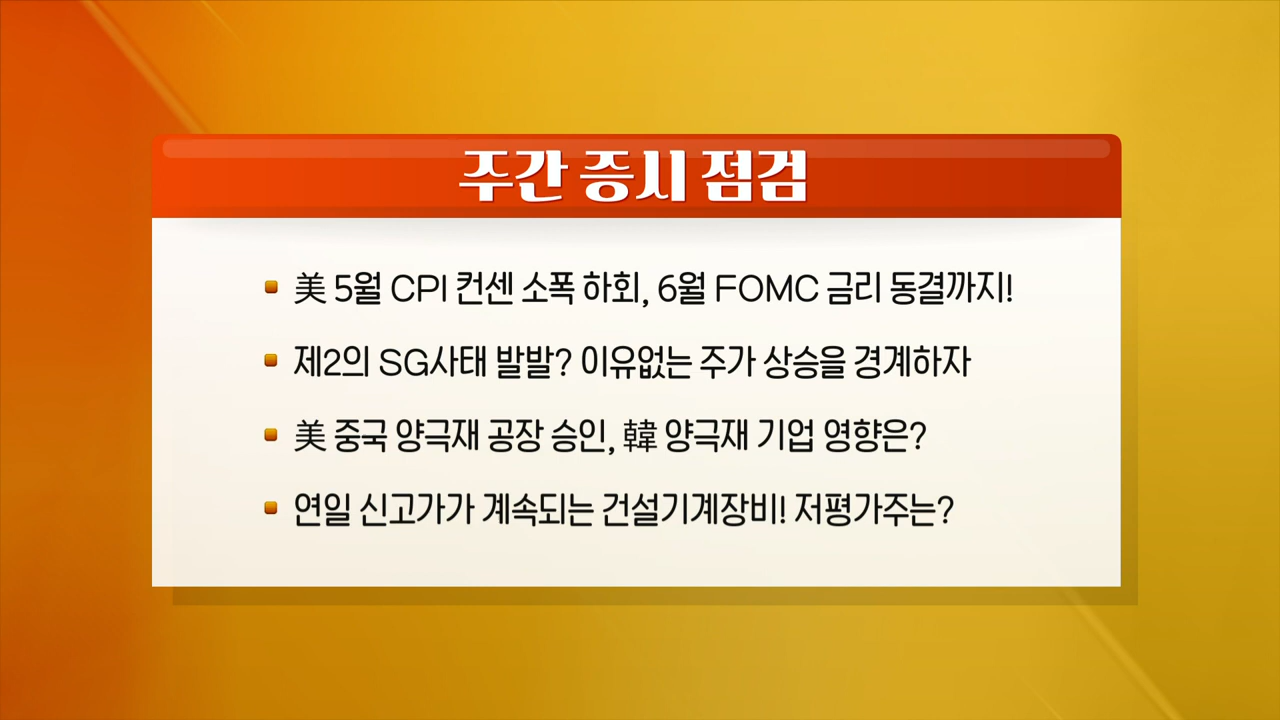 주간 증시 점검
美 5월 CPI 컨센 소폭 하회, 6월 FOMC 금리 동결까지!
제2의 SG사태 발발? 이유없는 주가 상승을 경계하자
美 중국 양극재 공장 승인, 韓 양극재 기업 영향은?
연일 신고가가 계속되는 건설기계장비! 저평가주는?